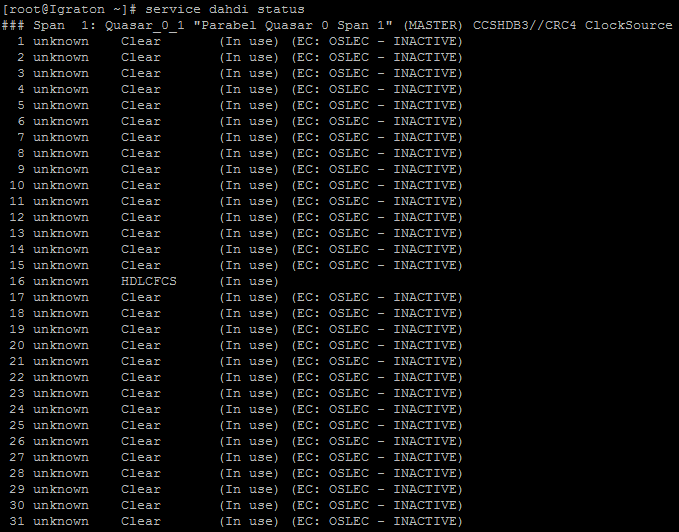 [root@Igraton ~]# service dahdi status
### Span  1: Quasar_0_1 "Parabel Quasar 0 Span 1" (MASTER) CCSHDB3//CRC4 ClockSource
  1 unknown    Clear       (In use) (EC: OSLEC - INACTIVE)
  2 unknown    Clear       (In use) (EC: OSLEC - INACTIVE)
  3 unknown    Clear       (In use) (EC: OSLEC - INACTIVE)
  4 unknown    Clear       (In use) (EC: OSLEC - INACTIVE)
  5 unknown    Clear       (In use) (EC: OSLEC - INACTIVE)
  6 unknown    Clear       (In use) (EC: OSLEC - INACTIVE)
  7 unknown    Clear       (In use) (EC: OSLEC - INACTIVE)
  8 unknown    Clear       (In use) (EC: OSLEC - INACTIVE)
  9 unknown    Clear       (In use) (EC: OSLEC - INACTIVE)
 10 unknown    Clear       (In use) (EC: OSLEC - INACTIVE)
 11 unknown    Clear       (In use) (EC: OSLEC - INACTIVE)
 12 unknown    Clear       (In use) (EC: OSLEC - INACTIVE)
 13 unknown    Clear       (In use) (EC: OSLEC - INACTIVE)
 14 unknown    Clear       (In use) (EC: OSLEC - INACTIVE)
 15 unknown    Clear       (In use) (EC: OSLEC - INACTIVE)
 16 unknown    HDLCFCS     (In use)
 17 unknown    Clear       (In use) (EC: OSLEC - INACTIVE)
 18 unknown    Clear       (In use) (EC: OSLEC - INACTIVE)
 19 unknown    Clear       (In use) (EC: OSLEC - INACTIVE)
 20 unknown    Clear       (In use) (EC: OSLEC - INACTIVE)
 21 unknown    Clear       (In use) (EC: OSLEC - INACTIVE)
 22 unknown    Clear       (In use) (EC: OSLEC - INACTIVE)
 23 unknown    Clear       (In use) (EC: OSLEC - INACTIVE)
 24 unknown    Clear       (In use) (EC: OSLEC - INACTIVE)
 25 unknown    Clear       (In use) (EC: OSLEC - INACTIVE)
 26 unknown    Clear       (In use) (EC: OSLEC - INACTIVE)
 27 unknown    Clear       (In use) (EC: OSLEC - INACTIVE)
 28 unknown    Clear       (In use) (EC: OSLEC - INACTIVE)
 29 unknown    Clear       (In use) (EC: OSLEC - INACTIVE)
 30 unknown    Clear       (In use) (EC: OSLEC - INACTIVE)
 31 unknown    Clear       (In use) (EC: OSLEC - INACTIVE)